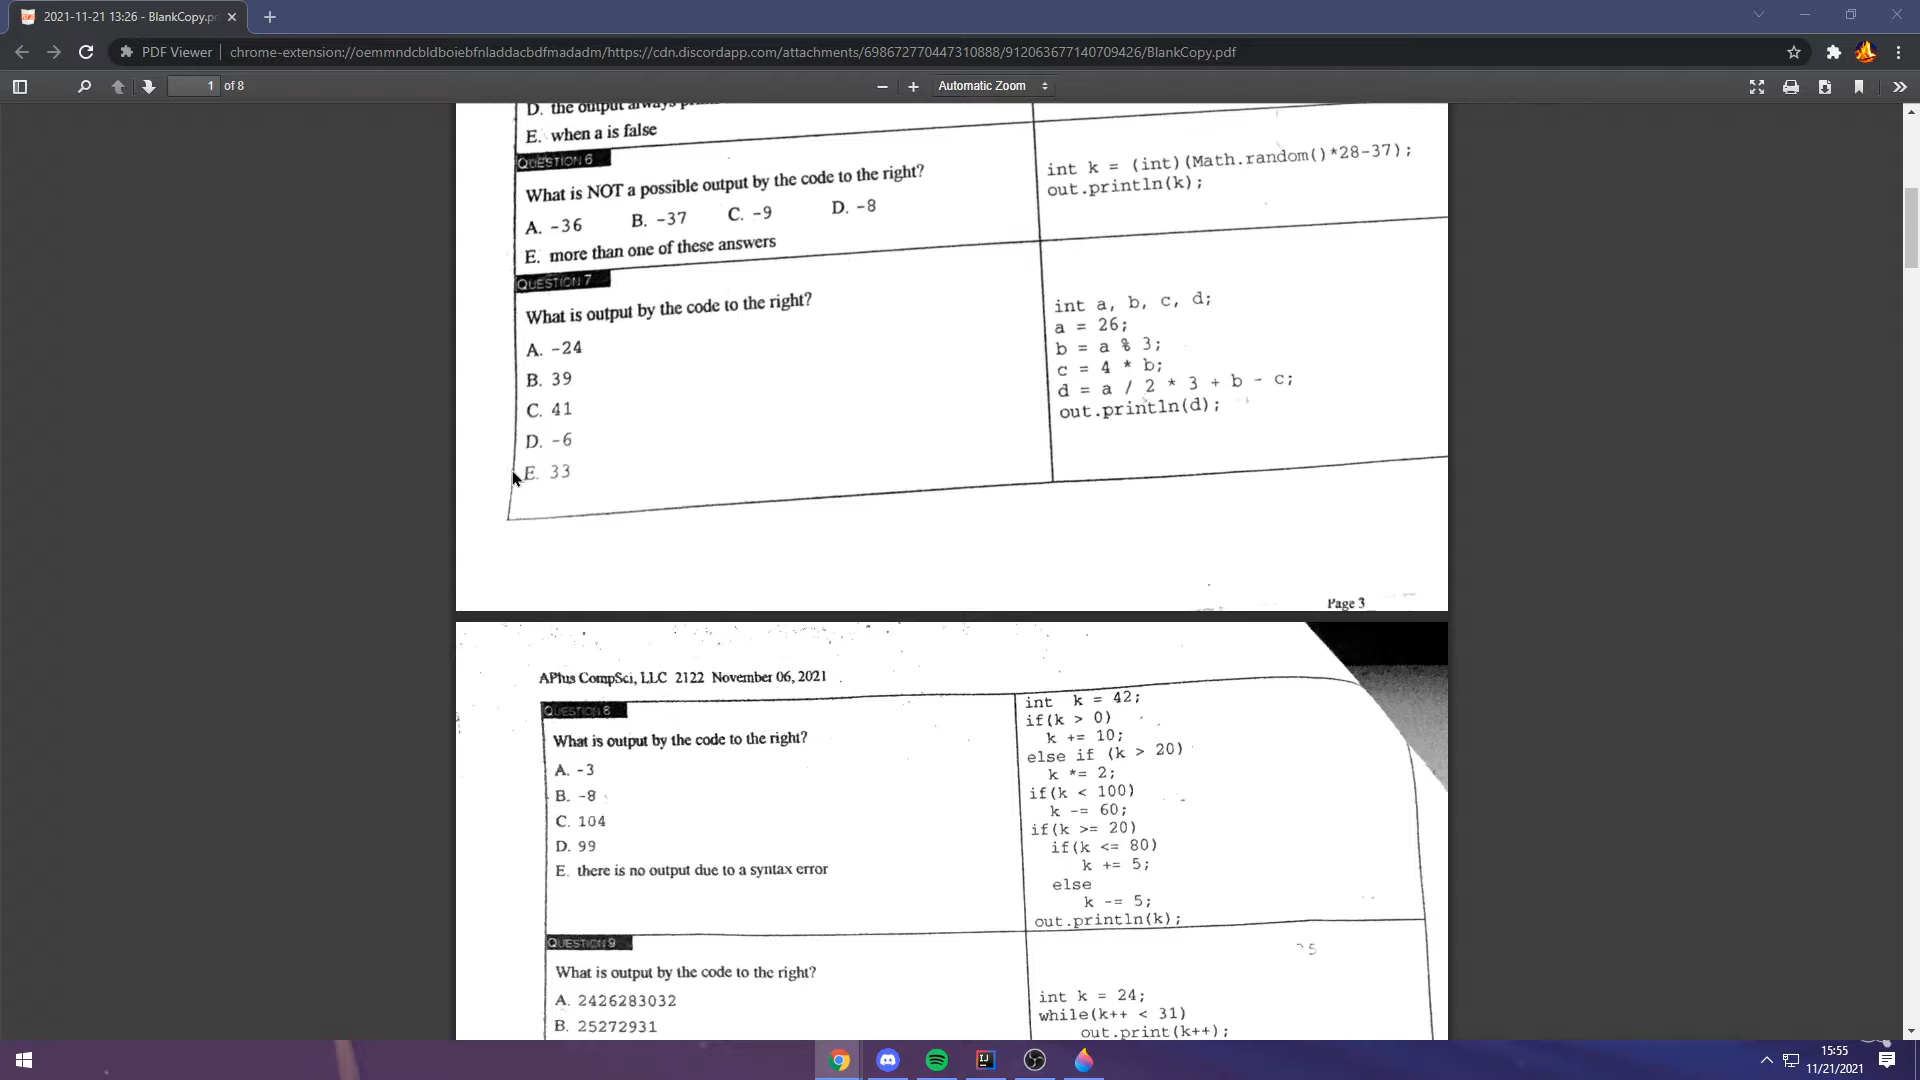 2021-11-21 13:26 - BlankCopy.p
PDF Viewer chrome-extension://oemmndcbldboiebfnladdacbdfmadadm/https://cdn.discordapp.com/attachments/698672770447310888/912063677140709426/BlankCopy.pdf
1 of 8 Automatic Zoom
D. the output always
E. when a is false
QUESTION 6
What is NOT a possible output by the code to the right?
A. -36 B. -37 C. -9 D. -8
E. more than one of these answers
int k = (int)(Math.random()*28-37);
out.println(k);
QUESTION 7
What is output by the code to the right?
A. -24
B. 39
C. 41
D. -6
E. 33
int a, b, c, d;
a = 26;
b = a % 3;
c = 4 * b;
d = a / 2 * 3 + b - c;
out.println(d);
Page 3
APlus CompSci, LLC 2122 November 06, 2021
QUESTION 8
What is output by the code to the right?
A. -3
B. -8
C. 104
D. 99
E. there is no output due to a syntax error
int k = 42;
if(k > 0)
k += 10;
else if (k > 20)
k *= 2;
if(k < 100)
k -= 60;
if(k >= 20)
if(k <= 80)
k += 5;
else
k -= 5;
out.println(k);
QUESTION 9
What is output by the code to the right?
A. 2426283032
B. 25272931
int k = 24;
while(k++ < 31)
out.print(k++);
15:55
11/21/2021